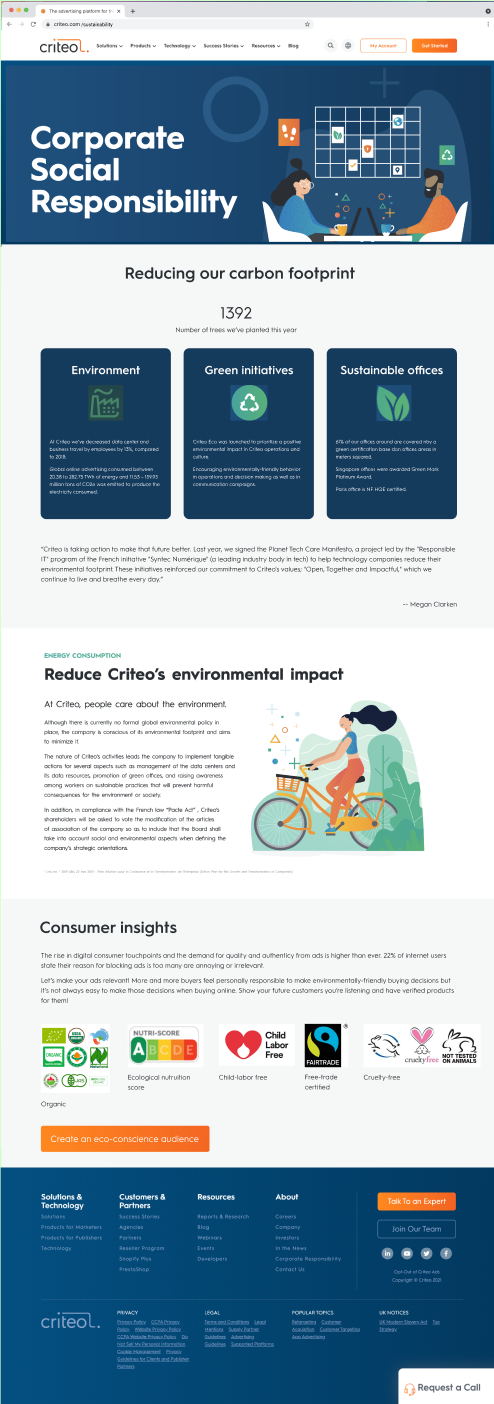 The advertising platform for th
criteo.com/sustainability
criteo.
Solutions
Products
Technology
Success Stories
Resources
Blog
My Account
Get Started
Corporate
Social
Responsibility
Reducing our carbon footprint
1392
Number of trees we've planted this year
Environment
At Criteo we've decreased data center and
business travel by employees by 13%, compared
to 2018.
Global online advertising consumed between
20.38 to 282.75 TWh of energy and 11.53 - 159.93
million tons of CO2e was emitted to produce the
electricity consumed.
Green initiatives
Criteo Eco was launched to prioritize a positive
environmental impact in Criteo operations and
culture.
Encouraging environmentally-friendly behavior
in operations and decision making as well as in
communication campaigns.
Sustainable offices
61% of our offices around are covered nby a
green certification base don offices areas in
meters squared.
Singapore offices were awarded Green Mark
Platinum Award.
Paris office is NF HQE certified.
"Criteo is taking action to make that future better. Last year, we signed the Planet Tech Care Manifesto, a project led by the "Responsible
IT" program of the French initiative "Syntec Numérique" (a leading industry body in tech) to help technology companies reduce their
environmental footprint These initiatives reinforced our commitment to Criteo's values; "Open, Together and Impactful," which we
continue to live and breathe every day."
-- Megan Clarken
ENERGY CONSUMPTION
Reduce Criteo's environmental impact
At Criteo, people care about the environment.
Although there is currently no formal global environmental policy in
place, the company is conscious of its environmental footprint and aims
to minimize it.
The nature of Criteo's activities leads the company to implement tangible
actions for several aspects such as management of the data centers and
its data resources, promotion of green offices, and raising awareness
among workers on sustainable practices that will prevent harmful
consequences for the environment or society.
In addition, in compliance with the French law "Pacte Act" , Criteo's
shareholders will be asked to vote the modification of the articles
of association of the company so as to include that the Board shall
take into account social and environmental aspects when defining the
company's strategic orientations.
Consumer insights
The rise in digital consumer touchpoints and the demand for quality and authenticy from ads is higher than ever. 22% of internet users
state their reason for blocking ads is too many are annoying or irrelevant.
Let's make your ads relevant! More and more buyers feel personally responsible to make environmentally-friendly buying decisions but
it's not always easy to make those decisions when buying online. Show your future customers you're listening and have verified products
for them!
USDA
ORGANIC
ORGANIC
JAS
Organic
NUTRI-SCORE
A B C D E
Ecological nutruition
score
Child
Labor
Free
Child-labor free
FAIRTRADE
®
Free-trade
certified
crueltyfree
NOT TESTED
ON ANIMALS
Cruelty-free
Create an eco-conscience audience
Solutions &
Technology
Solutions
Products for Marketers
Products for Publishers
Technology
Customers &
Partners
Success Stories
Agencies
Partners
Reseller Program
Shopify Plus
PrestaShop
Resources
Reports & Research
Blog
Webinars
Events
Developers
About
Careers
Company
Investors
In the News
Corporate Responsibility
Contact Us
Talk To an Expert
Join Our Team
in
f
Opt-Out of Criteo Ads
Copyright © Criteo 2021
criteo.
PRIVACY
Privacy Policy CCPA Privacy
Policy Website Privacy Policy
CCPA Website Privacy Policy Do
Not Sell My Personal Information
Cookie Management Privacy
Guidelines for Clients and Publisher
Partners
LEGAL
Terms and Conditions Legal
Mentions Supply Partner
Guidelines Advertising
Guidelines Supported Platforms
POPULAR TOPICS
Retargeting Customer
Acquisition Customer Targeting
App Advertising
UK NOTICES
UK Modern Slavery Act Tax
Strategy
Request a Call